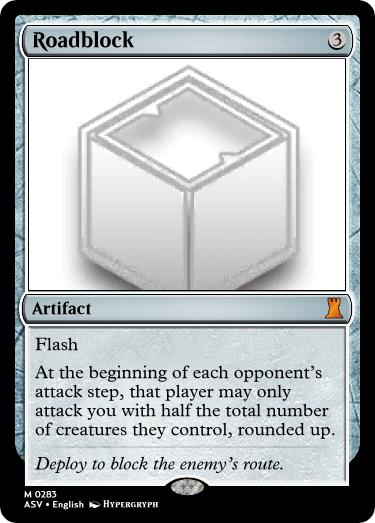 Roadblock 3
Artifact
Flash
At the beginning of each opponent's
attack step, that player may only
attack you with half the total number
of creatures they control, rounded up.
Deploy to block the enemy's route.
M 0283
ASV • English HYPERGRYPH